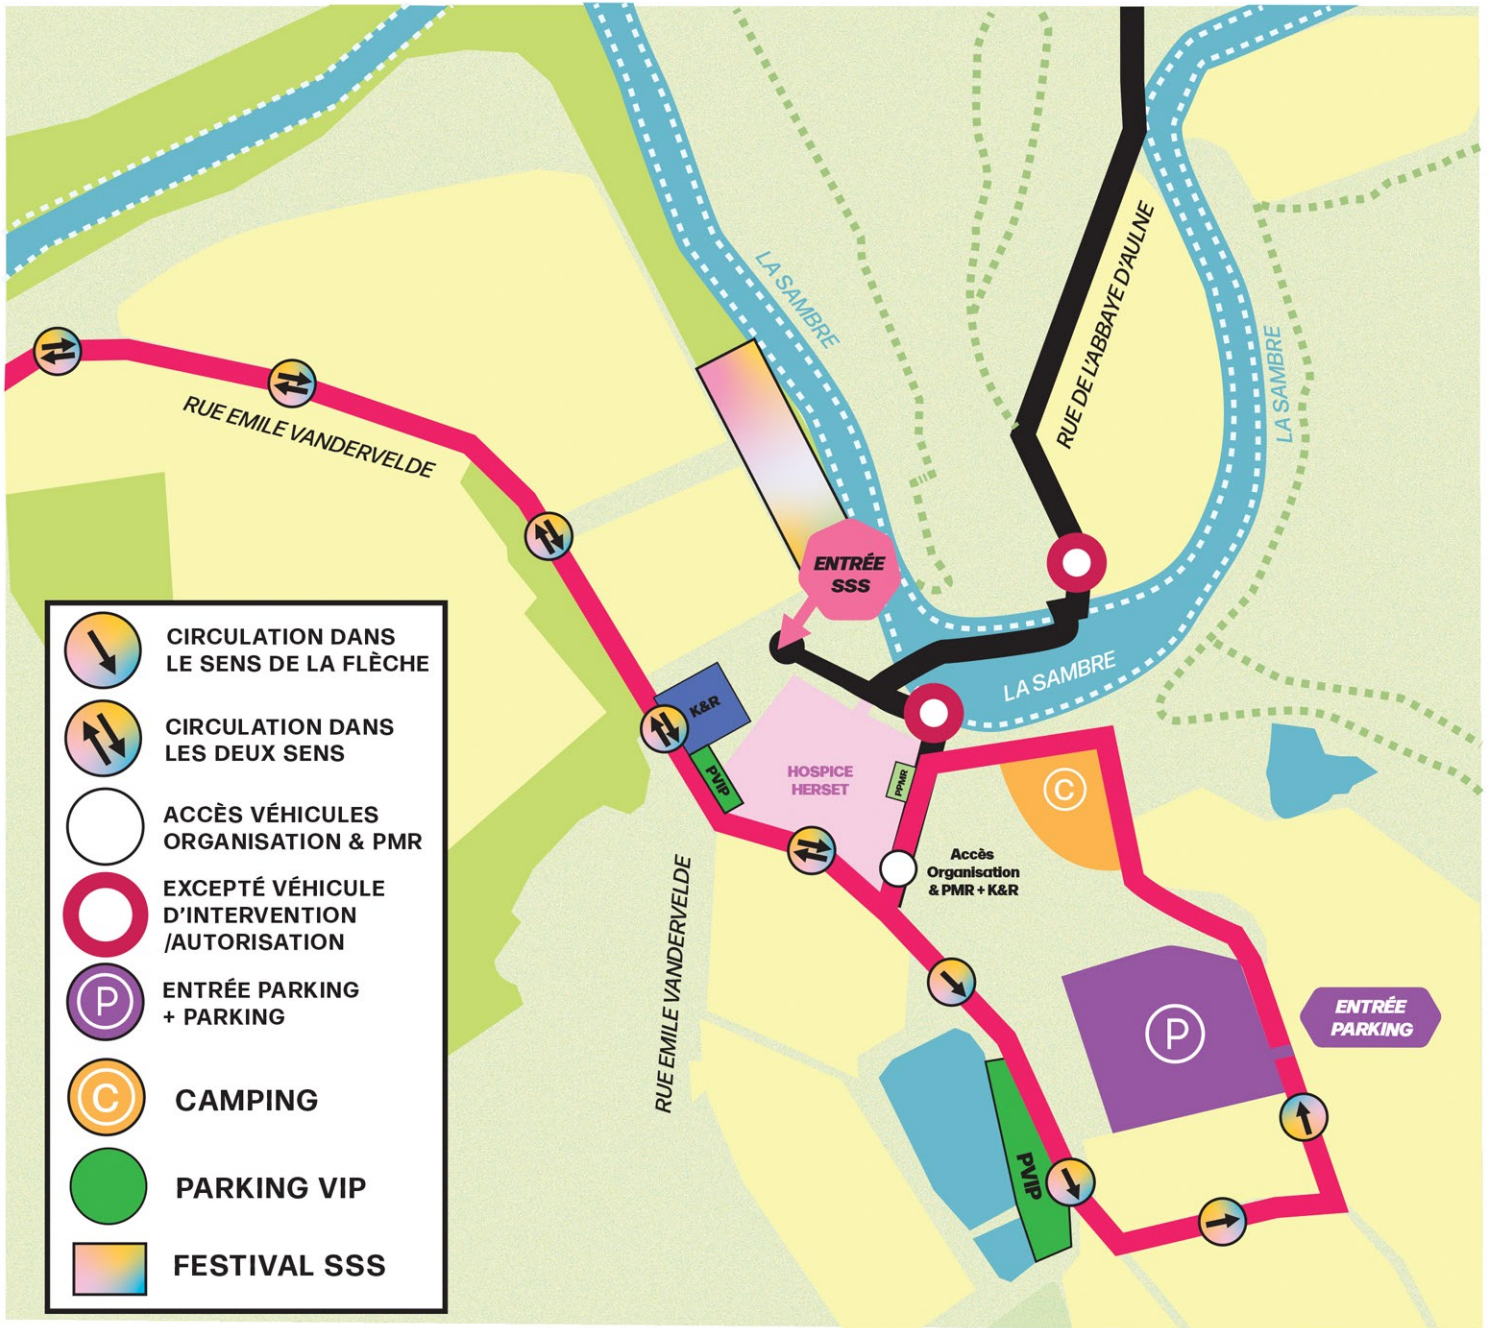 LA SAMBRE
RUE DE L'ABBAYE D'AULNE
LA SAMBRE
RUE EMILE VANDERVELDE
ENTRÉE
SSS
LA SAMBRE
K&R
PVIP
HOSPICE
HERSET
PPMR
C
Accès
Organisation
& PMR + K&R
RUE EMILE VANDERVELDE
P
ENTRÉE
PARKING
PVIP
CIRCULATION DANS
LE SENS DE LA FLÈCHE
CIRCULATION DANS
LES DEUX SENS
ACCÈS VÉHICULES
ORGANISATION & PMR
EXCEPTÉ VÉHICULE
D'INTERVENTION
/AUTORISATION
P
ENTRÉE PARKING
+ PARKING
C
CAMPING
PARKING VIP
FESTIVAL SSS